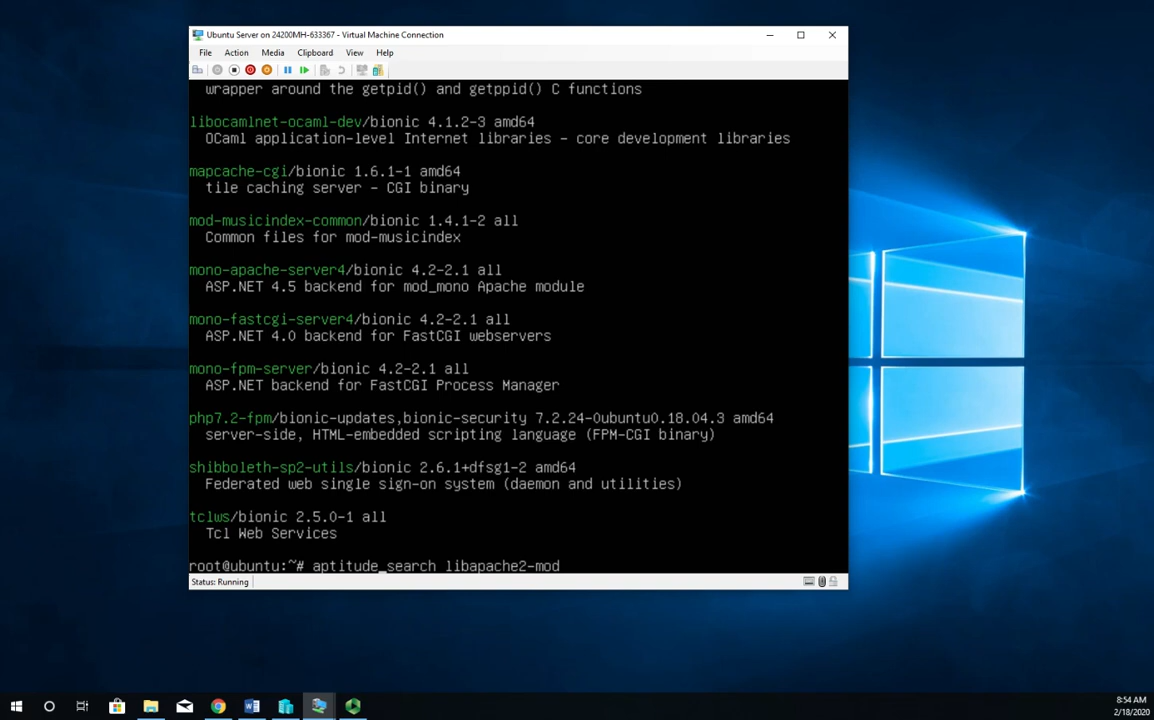 Ubuntu Server on 24200MH-633367 - Virtual Machine Connection
File Action Media Clipboard View Help
wrapper around the getpid() and getppid() C functions
libocamlnet-ocaml-dev/bionic 4.1.2-3 amd64
OCaml application-level Internet libraries - core development libraries
mapcache-cgi/bionic 1.6.1-1 amd64
tile caching server - CGI binary
mod-musicindex-common/bionic 1.4.1-2 all
Common files for mod-musicindex
mono-apache-server4/bionic 4.2-2.1 all
ASP.NET 4.5 backend for mod_mono Apache module
mono-fastcgi-server4/bionic 4.2-2.1 all
ASP.NET 4.0 backend for FastCGI webservers
mono-fpm-server/bionic 4.2-2.1 all
ASP.NET backend for FastCGI Process Manager
php7.2-fpm/bionic-updates,bionic-security 7.2.24-0ubuntu0.18.04.3 amd64
server-side, HTML-embedded scripting language (FPM-CGI binary)
shibboleth-sp2-utils/bionic 2.6.1+dfsg1-2 amd64
Federated web single sign-on system (daemon and utilities)
tclws/bionic 2.5.0-1 all
Tcl Web Services
root@ubuntu:~# aptitude_search libapache2-mod
Status: Running
8:54 AM
2/18/2020